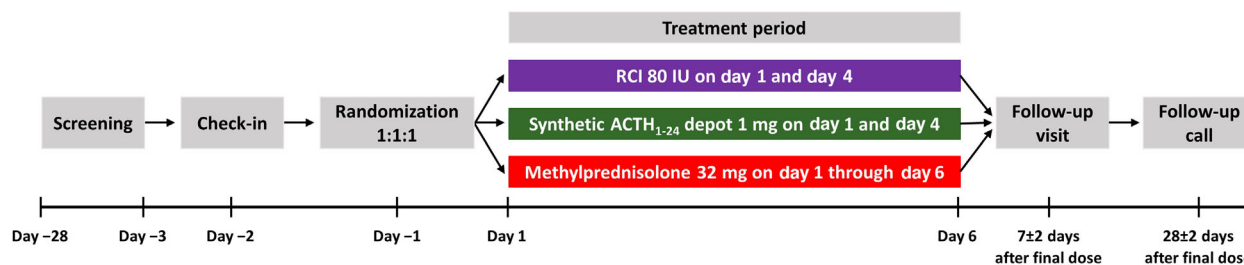 Treatment period
RCI 80 IU on day 1 and day 4
Screening
Check-in
Randomization
1:1:1
Synthetic ACTH1-24 depot 1 mg on day 1 and day 4
Follow-up
visit
Follow-up
call
Methylprednisolone 32 mg on day 1 through day 6
Day −28
Day −3
Day −2
Day −1
Day 1
Day 6
7±2 days
after final dose
28±2 days
after final dose